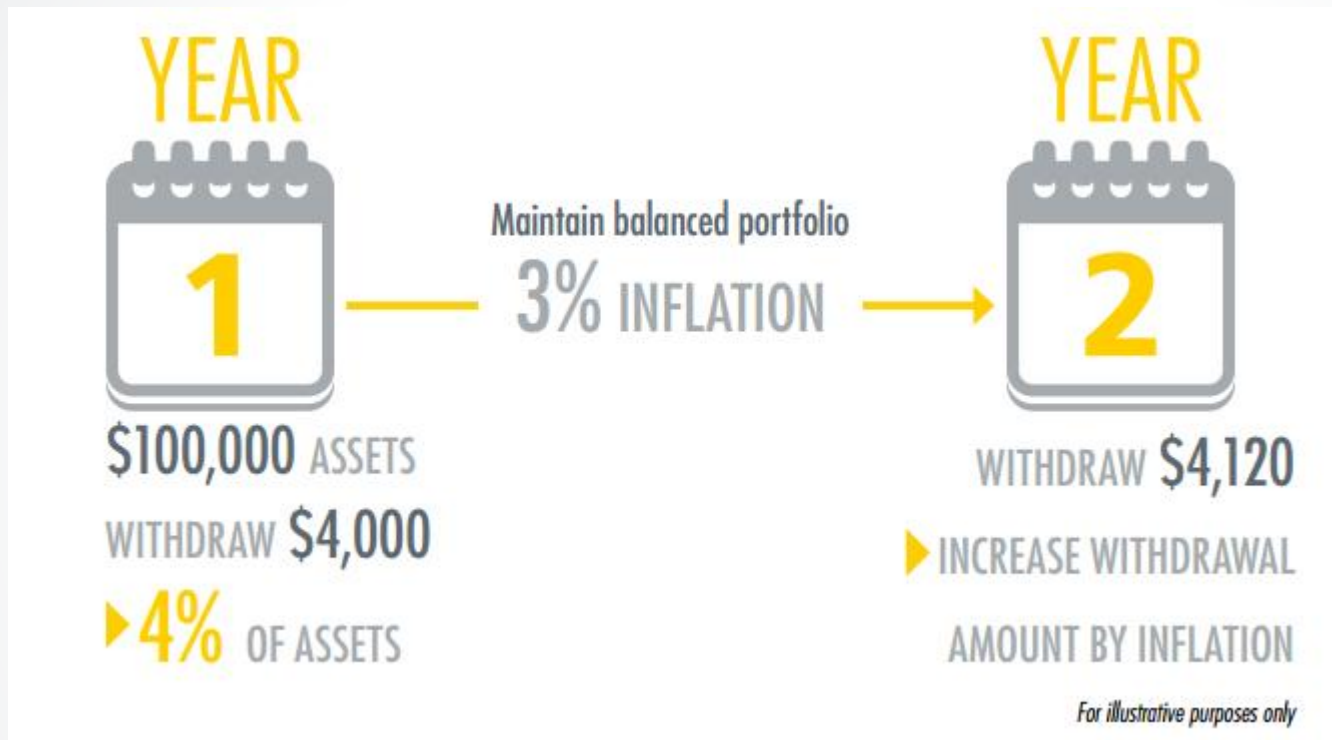 YEAR
1
$100,000 ASSETS
WITHDRAW $4,000
4% OF ASSETS
Maintain balanced portfolio
3% INFLATION
YEAR
2
WITHDRAW $4,120
INCREASE WITHDRAWAL
AMOUNT BY INFLATION
For illustrative purposes only